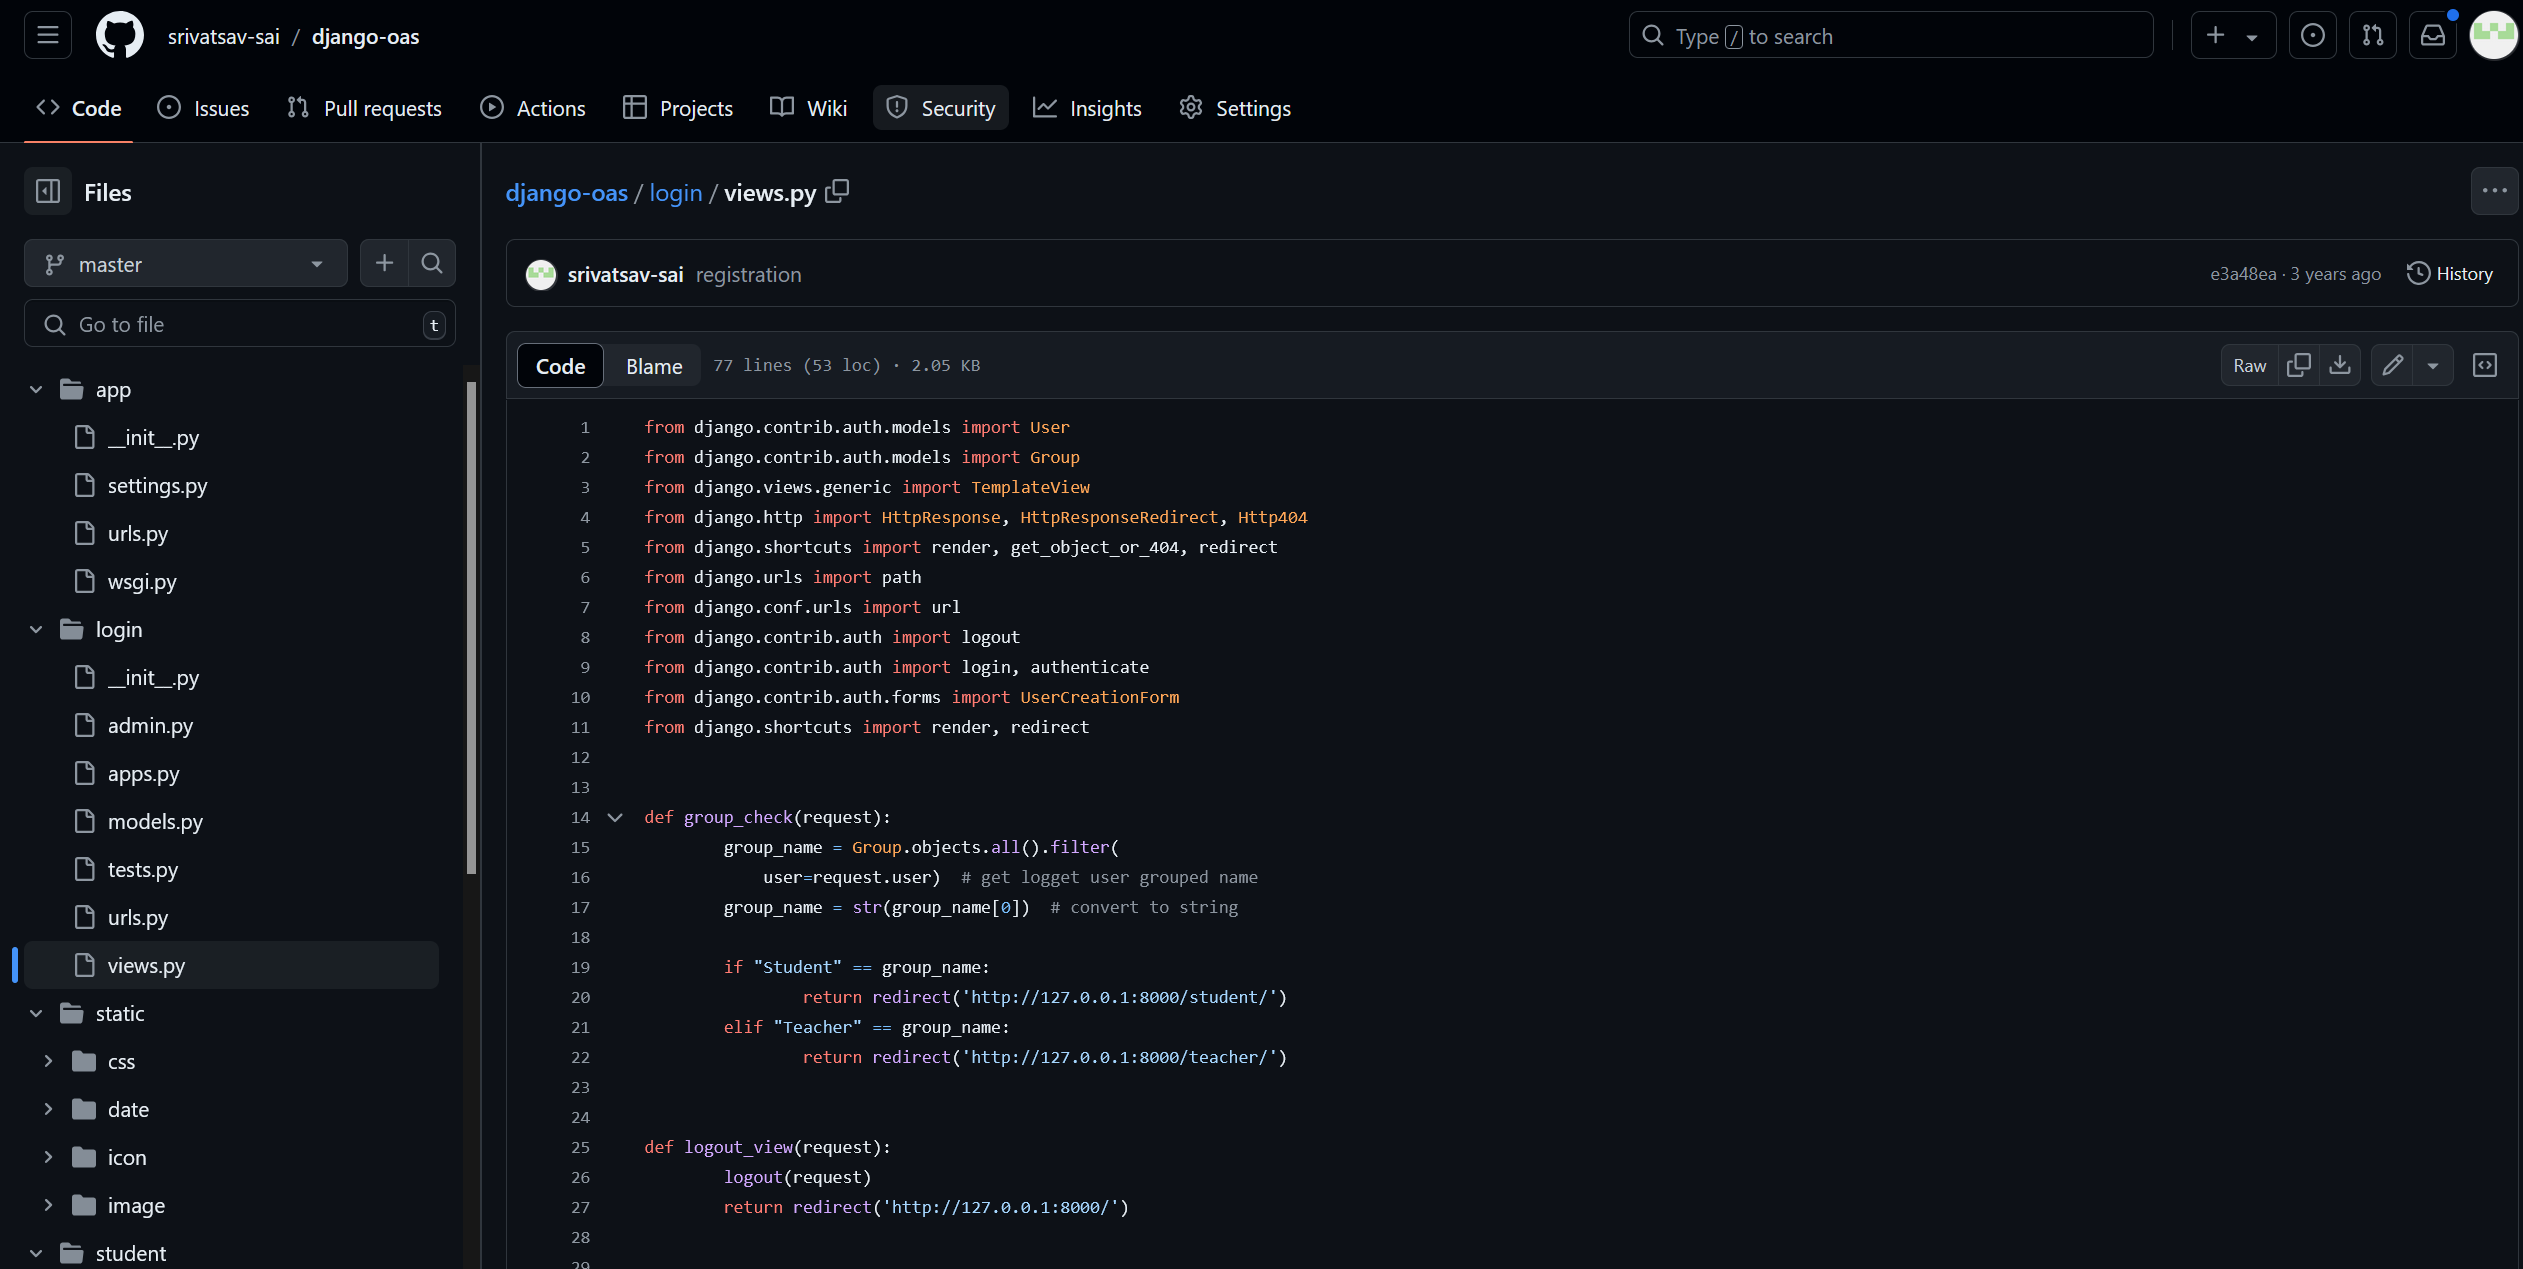 srivatsav-sai / django-oas
Type / to search
Code Issues Pull requests Actions Projects Wiki Security Insights Settings
Files
master
Go to file t
app
__init__.py
settings.py
urls.py
wsgi.py
login
__init__.py
admin.py
apps.py
models.py
tests.py
urls.py
views.py
static
css
date
icon
image
student
django-oas / login / views.py
srivatsav-sai registration
e3a48ea · 3 years ago History
Code Blame 77 lines (53 loc) · 2.05 KB
Raw
1 from django.contrib.auth.models import User
2 from django.contrib.auth.models import Group
3 from django.views.generic import TemplateView
4 from django.http import HttpResponse, HttpResponseRedirect, Http404
5 from django.shortcuts import render, get_object_or_404, redirect
6 from django.urls import path
7 from django.conf.urls import url
8 from django.contrib.auth import logout
9 from django.contrib.auth import login, authenticate
10 from django.contrib.auth.forms import UserCreationForm
11 from django.shortcuts import render, redirect
12
13
14 def group_check(request):
15 group_name = Group.objects.all().filter(
16 user=request.user) # get logget user grouped name
17 group_name = str(group_name[0]) # convert to string
18
19 if "Student" == group_name:
20 return redirect('http://127.0.0.1:8000/student/')
21 elif "Teacher" == group_name:
22 return redirect('http://127.0.0.1:8000/teacher/')
23
24
25 def logout_view(request):
26 logout(request)
27 return redirect('http://127.0.0.1:8000/')
28
29